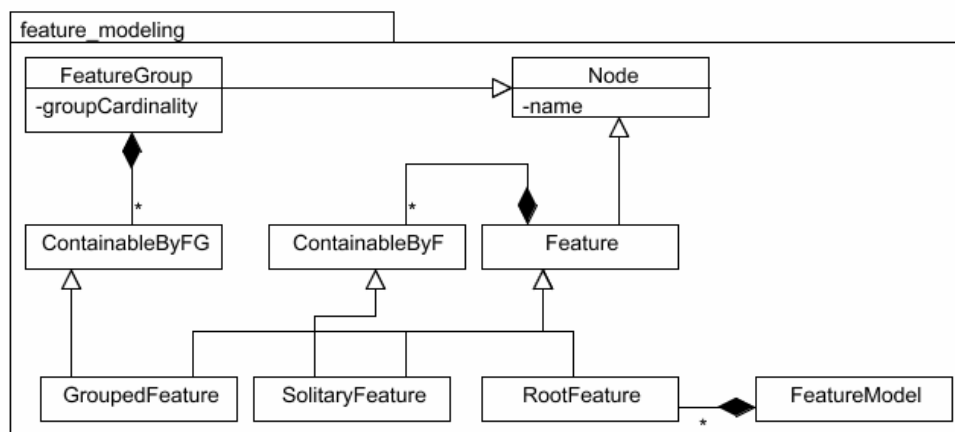 feature_modeling
FeatureGroup
-groupCardinality
Node
-name
*
*
ContainableByFG
ContainableByF
Feature
GroupedFeature
SolitaryFeature
RootFeature
*
FeatureModel